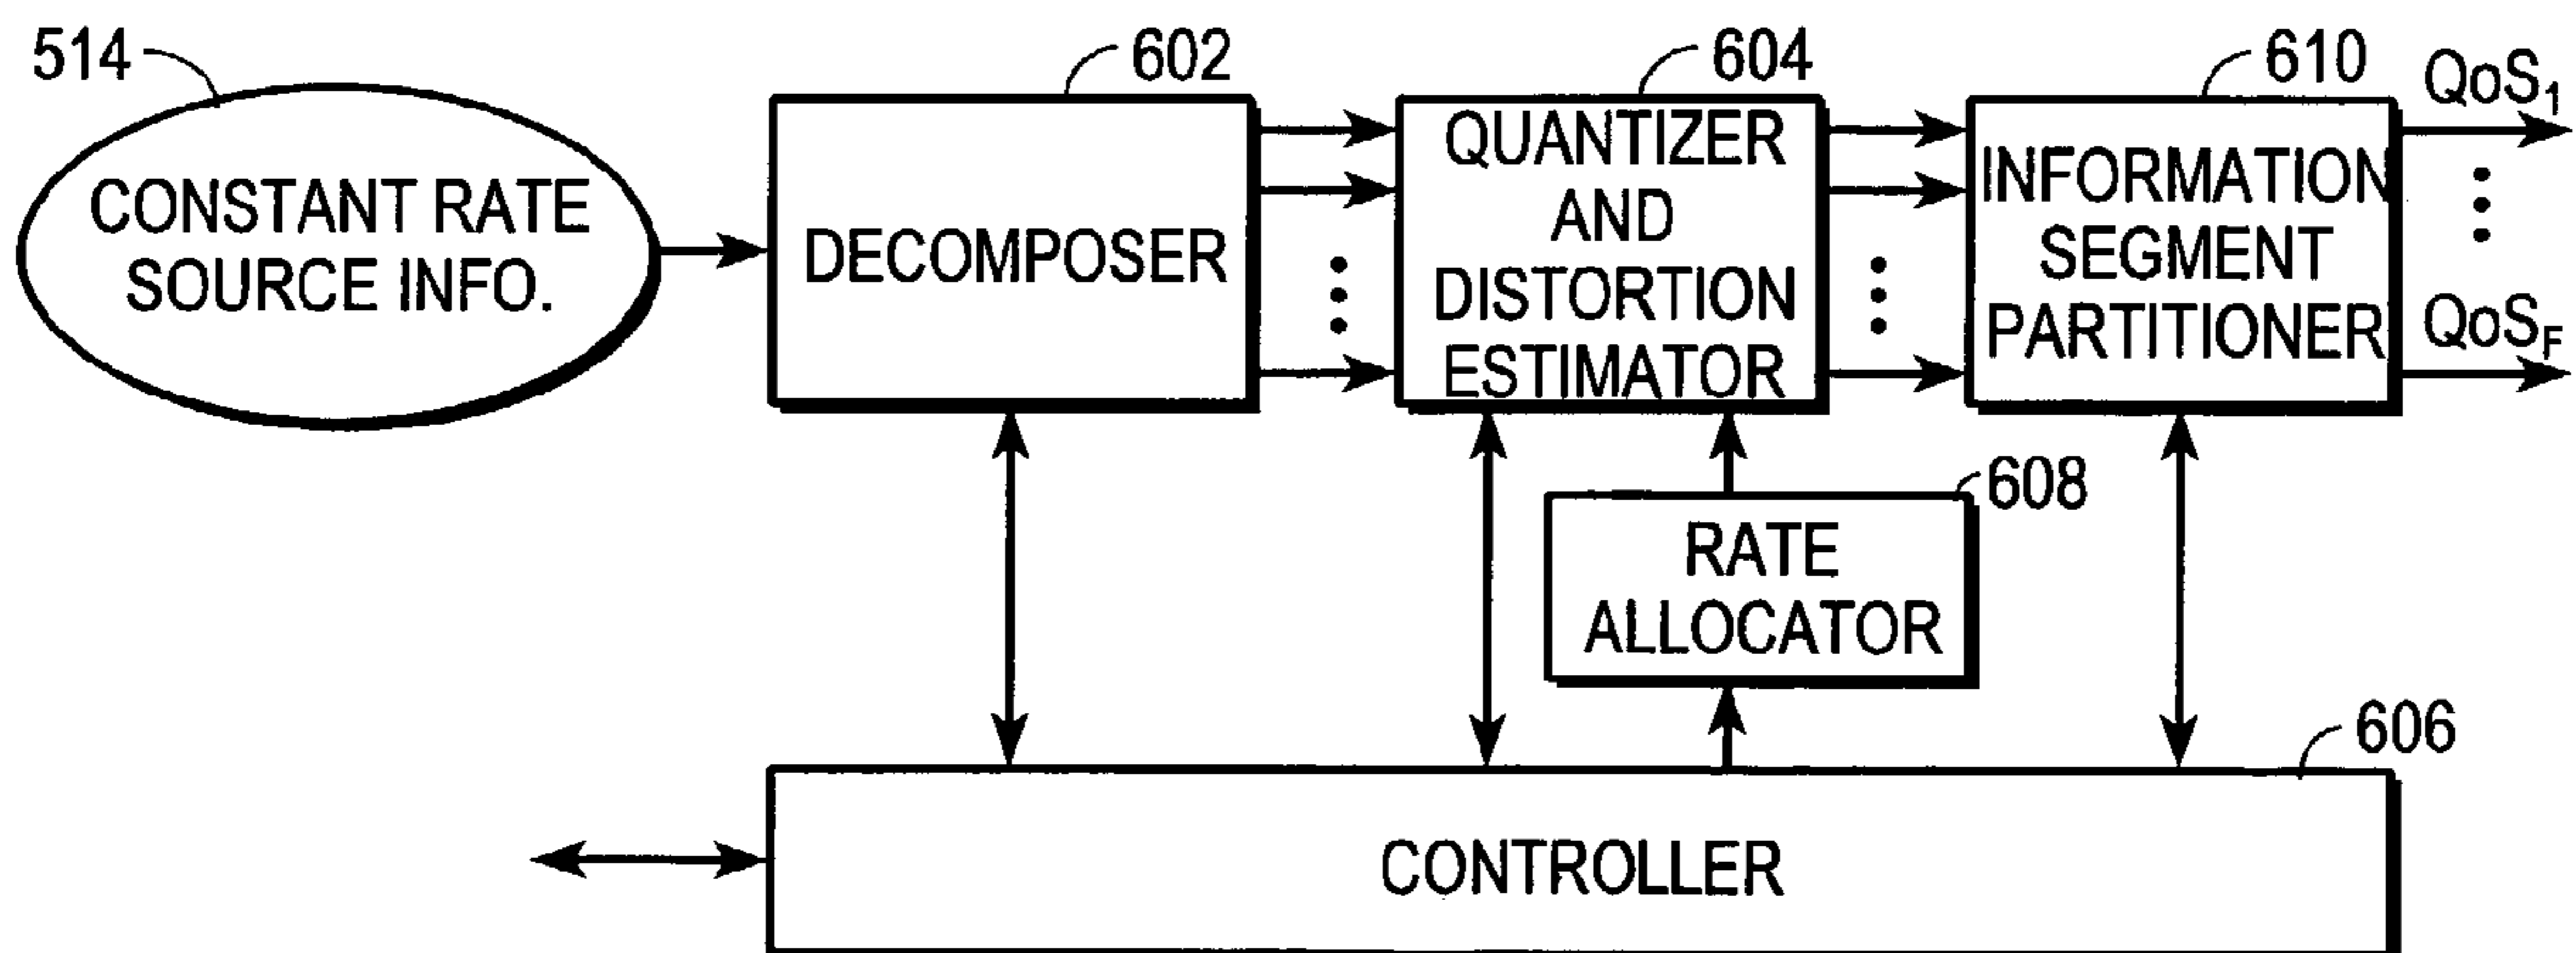 514
602
604
610
QoS1
CONSTANT RATE
SOURCE INFO.
DECOMPOSER
QUANTIZER
AND
DISTORTION
ESTIMATOR
INFORMATION
SEGMENT
PARTITIONER
QoSF
608
RATE
ALLOCATOR
606
CONTROLLER